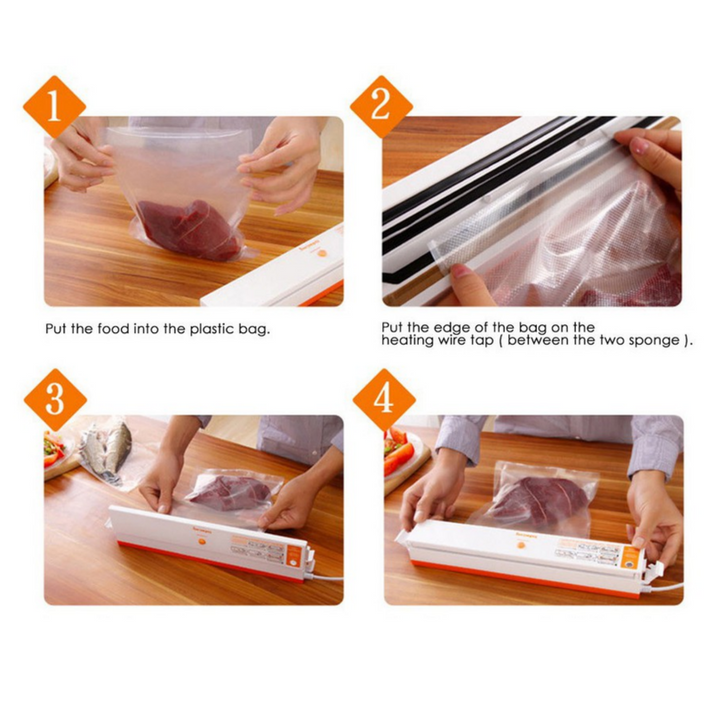 1
2
Put the food into the plastic bag.
Put the edge of the bag on the
heating wire tap ( between the two sponge ).
3
4